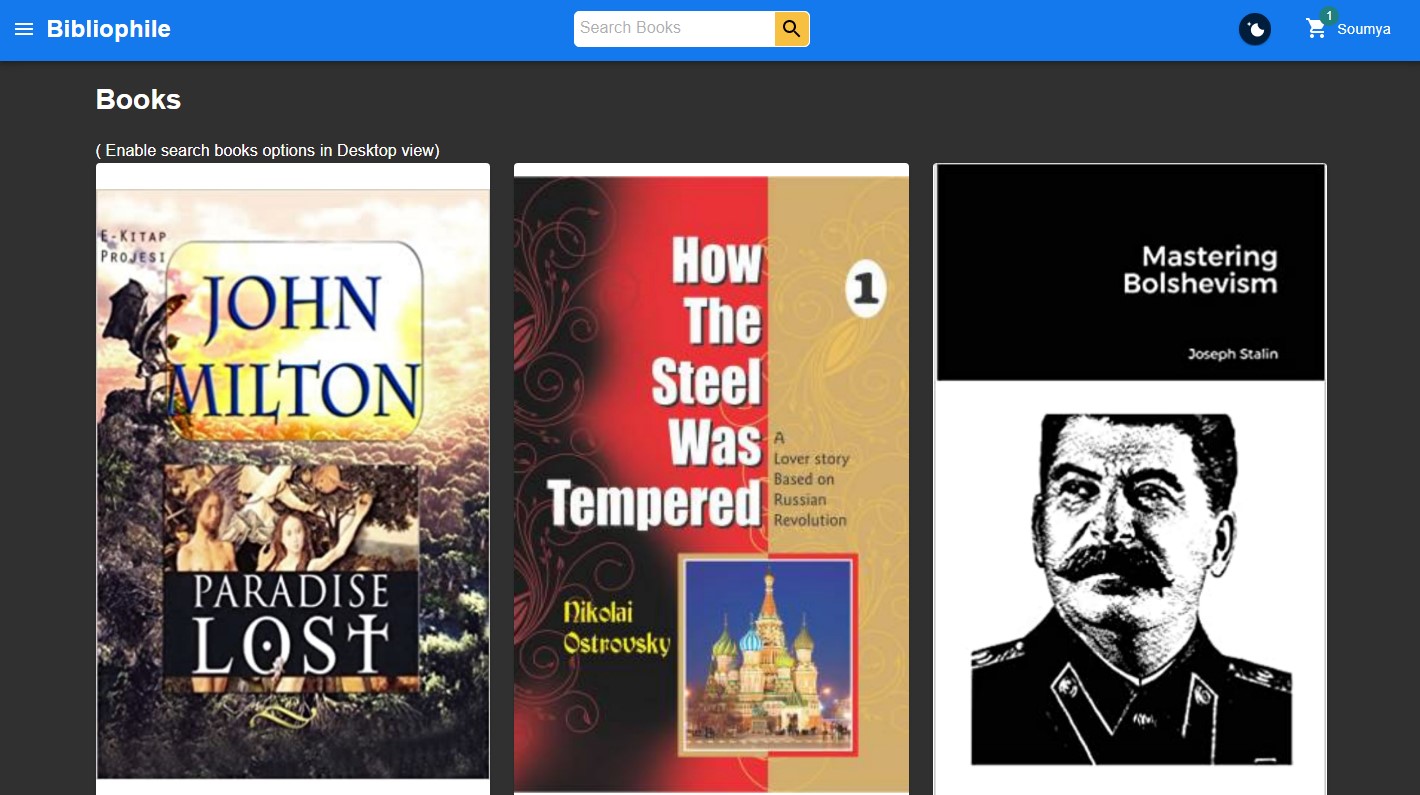 Bibliophile
Search Books
1
Soumya
Books
( Enable search books options in Desktop view)
E-KITAP
PROJESI
JOHN
MILTON
PARADISE
LOST
How
The
Steel
Was
Tempered
1
A
Lover story
Based on
Russian
Revolution
Nikolai
Ostrovsky
Mastering
Bolshevism
Joseph Stalin